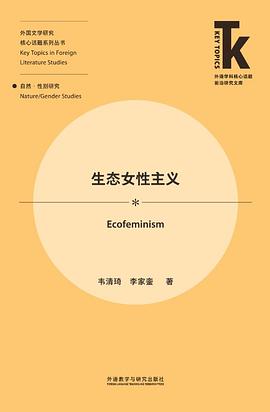 外国文学研究
核心话题系列丛书
Key Topics in Foreign
Literature Studies
自然·性别研究
Nature/Gender Studies
KEY TOPICS
TK
外语学科核心话题
前沿研究文库
生态女性主义
Ecofeminism
韦清琦 李家銮 著
外语教学与研究出版社